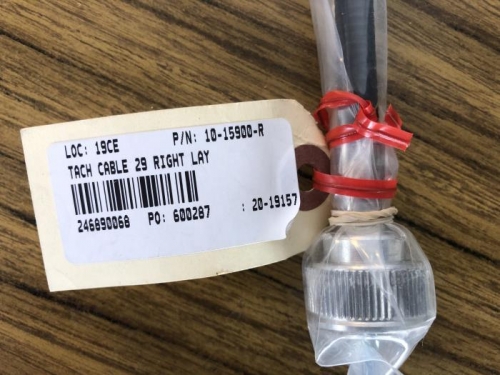 LOC: 19CE P/N: 10-15900-R
TACH CABLE 29 RIGHT LAY
246890068 PO: 600287 : 20-19157